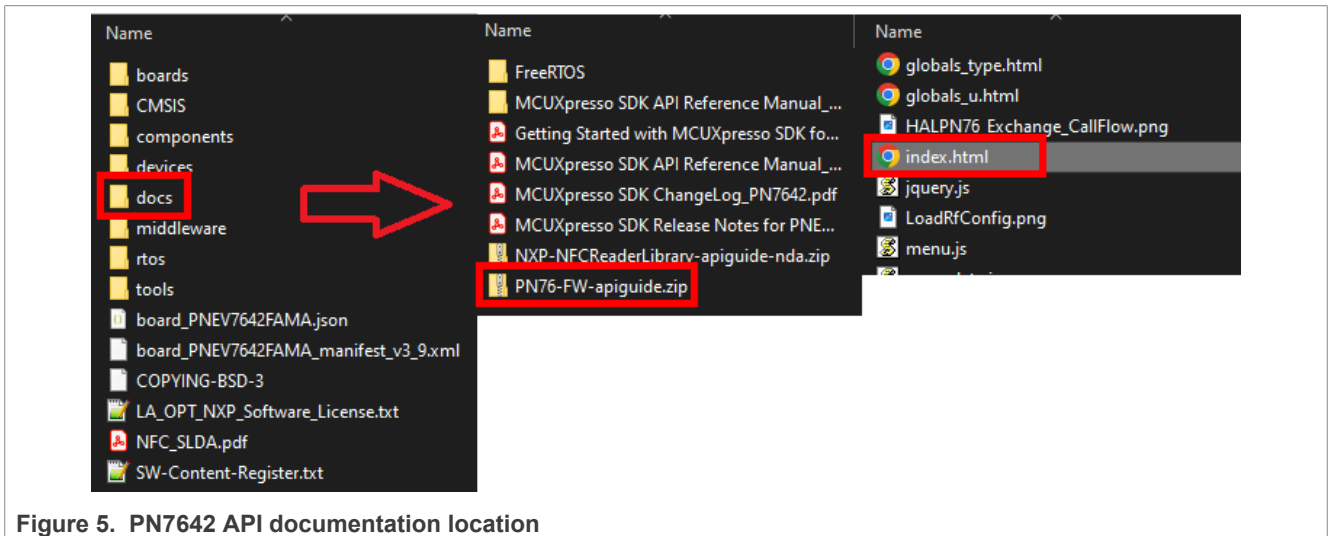 Name
boards
CMSIS
components
devices
docs
middleware
rtos
tools
board_PNEV7642FAMA.json
board_PNEV7642FAMA_manifest_v3_9.xml
COPYING-BSD-3
LA_OPT_NXP_Software_License.txt
NFC_SLDA.pdf
SW-Content-Register.txt
Name
FreeRTOS
MCUXpresso SDK API Reference Manual_...
Getting Started with MCUXpresso SDK fo...
MCUXpresso SDK API Reference Manual_...
MCUXpresso SDK ChangeLog_PN7642.pdf
MCUXpresso SDK Release Notes for PNE...
NXP-NFCReaderLibrary-apiguide-nda.zip
PN76-FW-apiguide.zip
Name
globals_type.html
globals_u.html
HALPN76_Exchange_CallFlow.png
index.html
jquery.js
LoadRfConfig.png
menu.js
Figure 5. PN7642 API documentation location